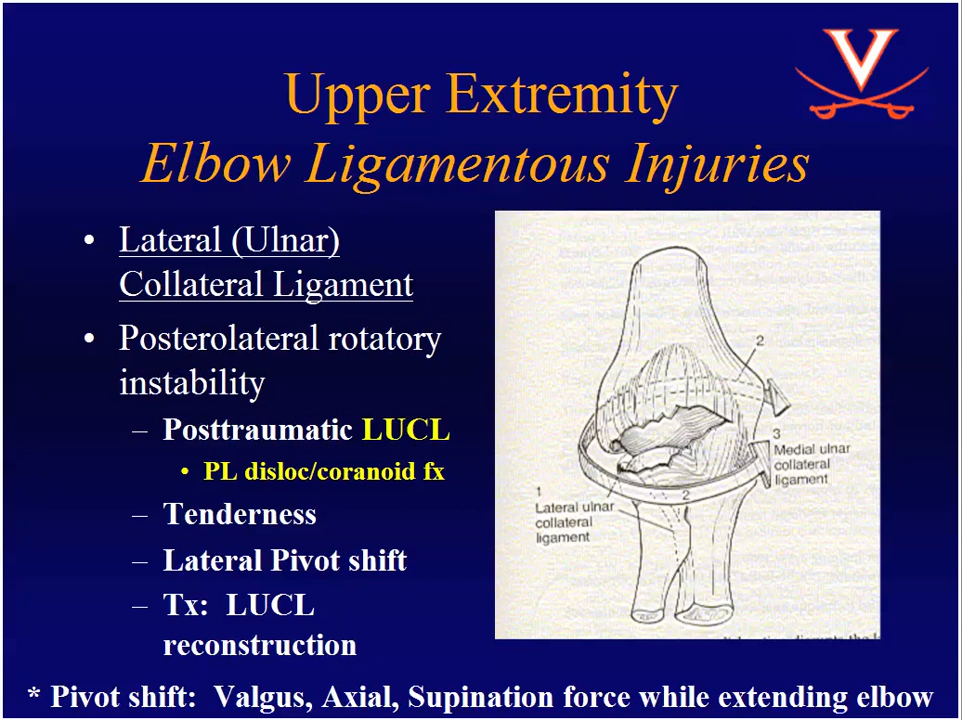 Upper Extremity
Elbow Ligamentous Injuries
• Lateral (Ulnar)
Collateral Ligament
• Posterolateral rotatory
instability
– Posttraumatic LUCL
• PL disloc/coranoid fx
– Tenderness
– Lateral Pivot shift
– Tx: LUCL
reconstruction
2
3
Medial ulnar
collateral
ligament
1
2
Lateral ulnar
collateral
ligament
* Pivot shift: Valgus, Axial, Supination force while extending elbow
V